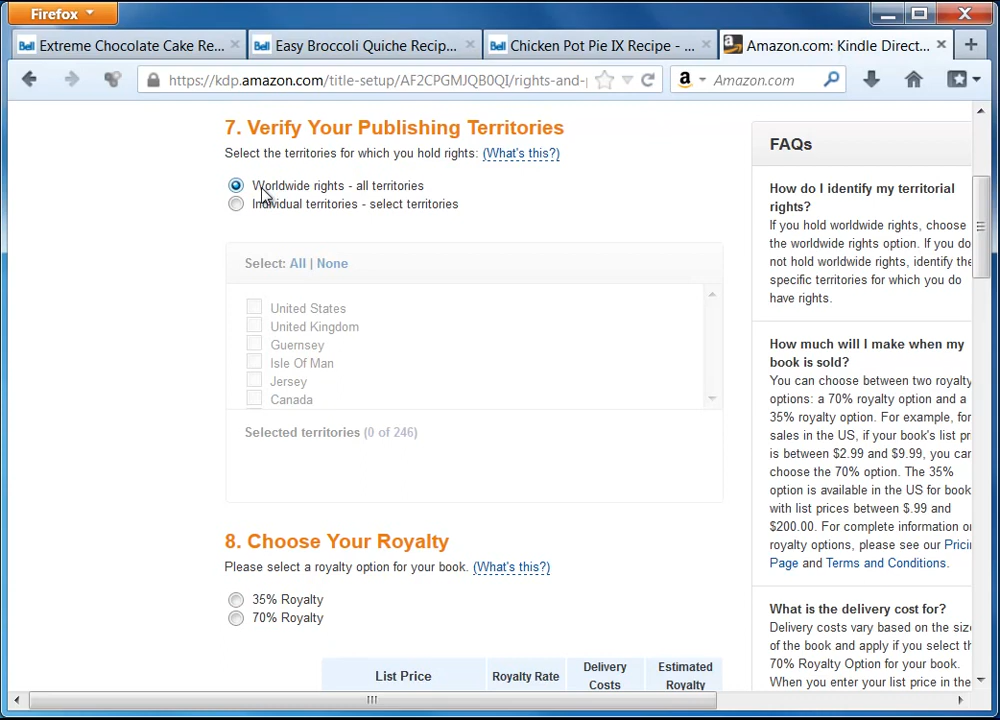 Firefox
Extreme Chocolate Cake Re...
Easy Broccoli Quiche Recip...
Chicken Pot Pie IX Recipe - ...
Amazon.com: Kindle Direct...
https://kdp.amazon.com/title-setup/AF2CPGMJQB0QI/rights-and-
Amazon.com
7. Verify Your Publishing Territories
Select the territories for which you hold rights: (What's this?)
Worldwide rights - all territories
Individual territories - select territories
Select: All | None
United States
United Kingdom
Guernsey
Isle Of Man
Jersey
Canada
Selected territories (0 of 246)
8. Choose Your Royalty
Please select a royalty option for your book. (What's this?)
35% Royalty
70% Royalty
List Price
Royalty Rate
Delivery
Costs
Estimated
Royalty
FAQs
How do I identify my territorial
rights?
If you hold worldwide rights, choose
the worldwide rights option. If you do
not hold worldwide rights, identify the
specific territories for which you do
have rights.
How much will I make when my
book is sold?
You can choose between two royalty
options: a 70% royalty option and a
35% royalty option. For example, for
sales in the US, if your book's list pr
is between $2.99 and $9.99, you can
choose the 70% option. The 35%
option is available in the US for book
with list prices between $.99 and
$200.00. For complete information o
royalty options, please see our Prici
Page and Terms and Conditions.
What is the delivery cost for?
Delivery costs vary based on the siz
of the book and apply if you select th
70% Royalty Option for your book.
When you enter your list price in the